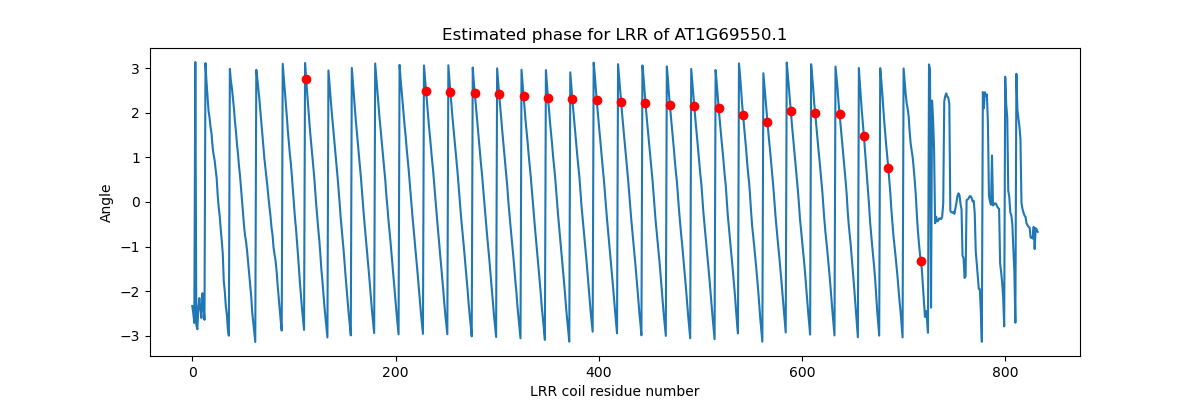 Estimated phase for LRR of AT1G69550.1
3
2
1
0
−1
−2
−3
Angle
0 200 400 600 800
LRR coil residue number